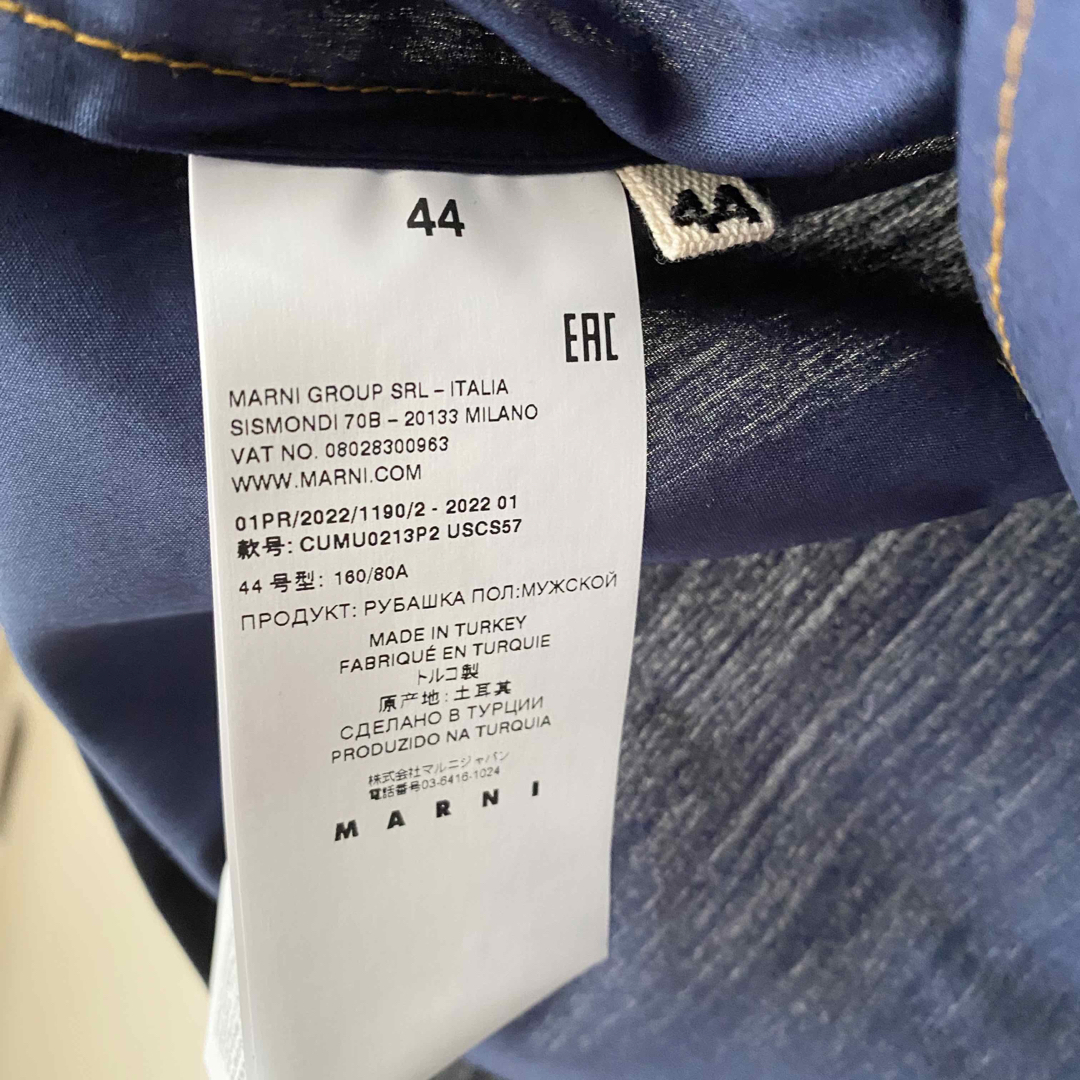 44
44
EAC
MARNI GROUP SRL – ITALIA
SISMONDI 70B – 20133 MILANO
VAT NO. 08028300963
WWW.MARNI.COM
01PR/2022/1190/2 - 2022 01
款号: CUMU0213P2 USCS57
44 号型: 160/80A
ПРОДУКТ: РУБАШКА ПОЛ:МУЖСКОЙ
MADE IN TURKEY
FABRIQUÉ EN TURQUIE
トルコ製
原产地:土耳其
СДЕЛАНО В ТУРЦИИ
PRODUZIDO NA TURQUIA
株式会社マルニジャパン
電話番号03-6416-1024
MARNI